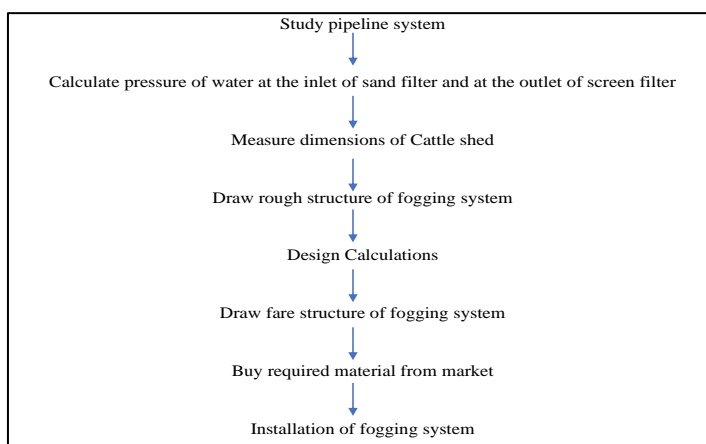 Study pipeline system
Calculate pressure of water at the inlet of sand filter and at the outlet of screen filter
Measure dimensions of Cattle shed
Draw rough structure of fogging system
Design Calculations
Draw fare structure of fogging system
Buy required material from market
Installation of fogging system